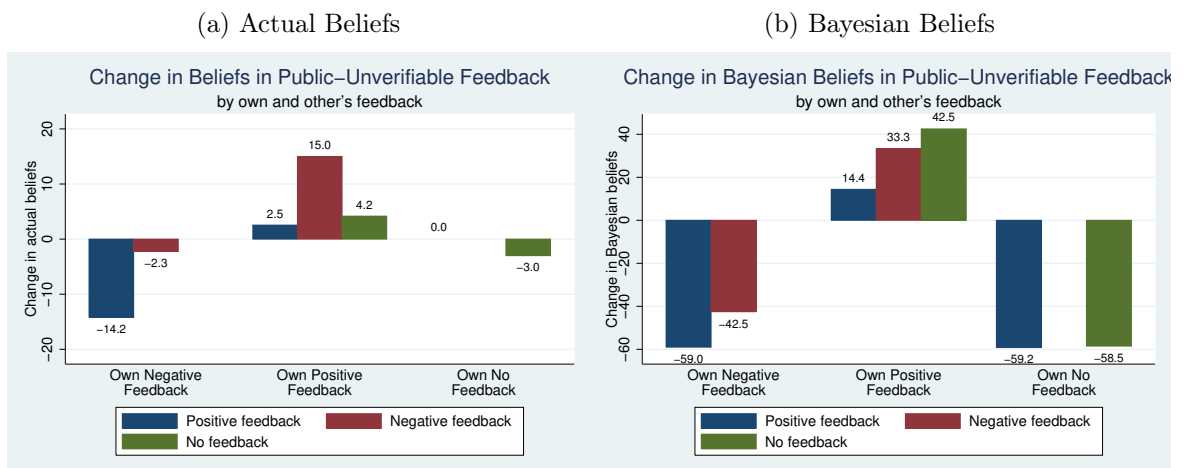 (a) Actual Beliefs
Change in Beliefs in Public−Unverifiable Feedback
by own and other's feedback
Change in actual beliefs
20
10
0
−10
−20
−14.2
−2.3
2.5
15.0
4.2
0.0
−3.0
Own Negative
Feedback
Own Positive
Feedback
Own No
Feedback
Positive feedback
Negative feedback
No feedback
(b) Bayesian Beliefs
Change in Bayesian Beliefs in Public−Unverifiable Feedback
by own and other's feedback
Change in Bayesian beliefs
40
20
0
−20
−40
−60
−59.0
−42.5
14.4
33.3
42.5
−59.2
−58.5
Own Negative
Feedback
Own Positive
Feedback
Own No
Feedback
Positive feedback
Negative feedback
No feedback